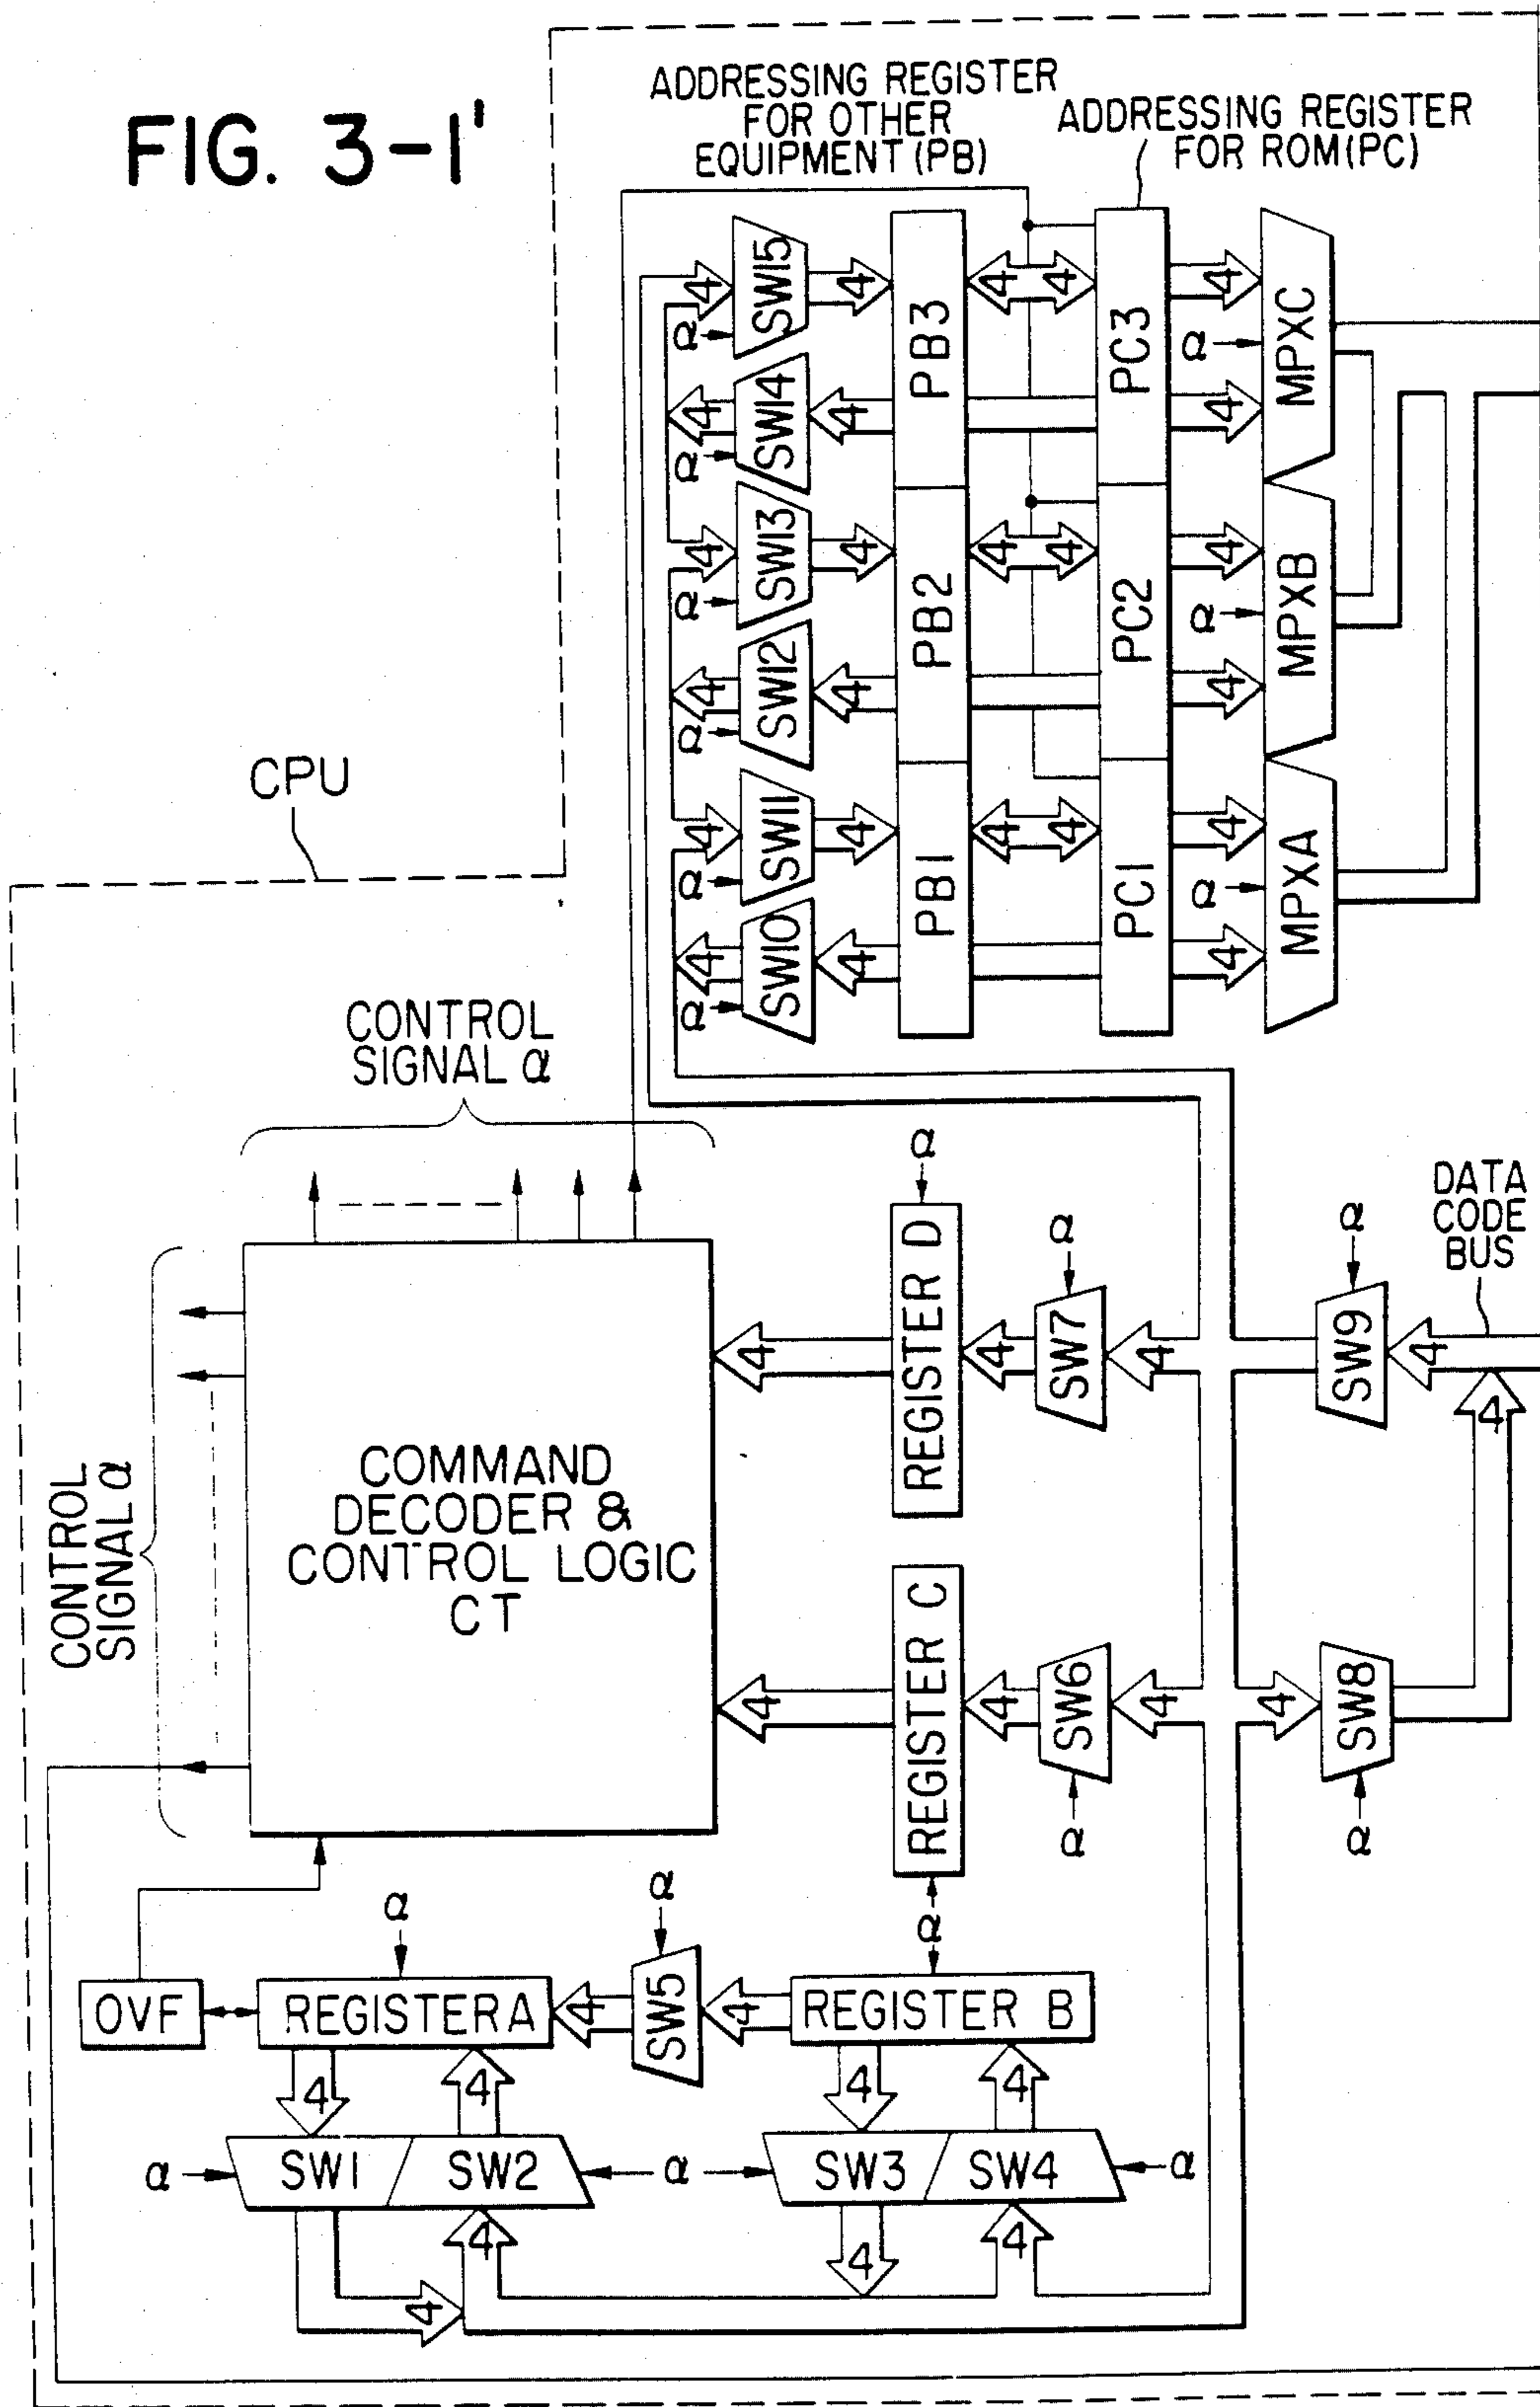 FIG. 3-1'
ADDRESSING REGISTER
FOR OTHER
EQUIPMENT (PB)
ADDRESSING REGISTER
FOR ROM (PC)
CPU
4
SW15
α
4
PB3
4
4
PC3
4
α
MPXC
4
SW14
α
4
4
4
SW13
α
4
PB2
4
4
PC2
4
α
MPXB
4
SW12
α
4
4
4
SW11
α
4
PB1
4
4
PC1
4
α
MPXA
4
SW10
α
4
4
CONTROL
SIGNAL α
CONTROL
SIGNAL α
COMMAND
DECODER &
CONTROL LOGIC
CT
4
α
REGISTER D
4
α
SW7
4
α
SW9
4
DATA
CODE
BUS
4
4
REGISTER C
α
4
SW6
α
4
4
SW8
α
OVF
α
REGISTER A
4
α
SW5
4
REGISTER B
4
4
4
4
α
SW1
SW2
α
SW3
SW4
α
4
4
4
4